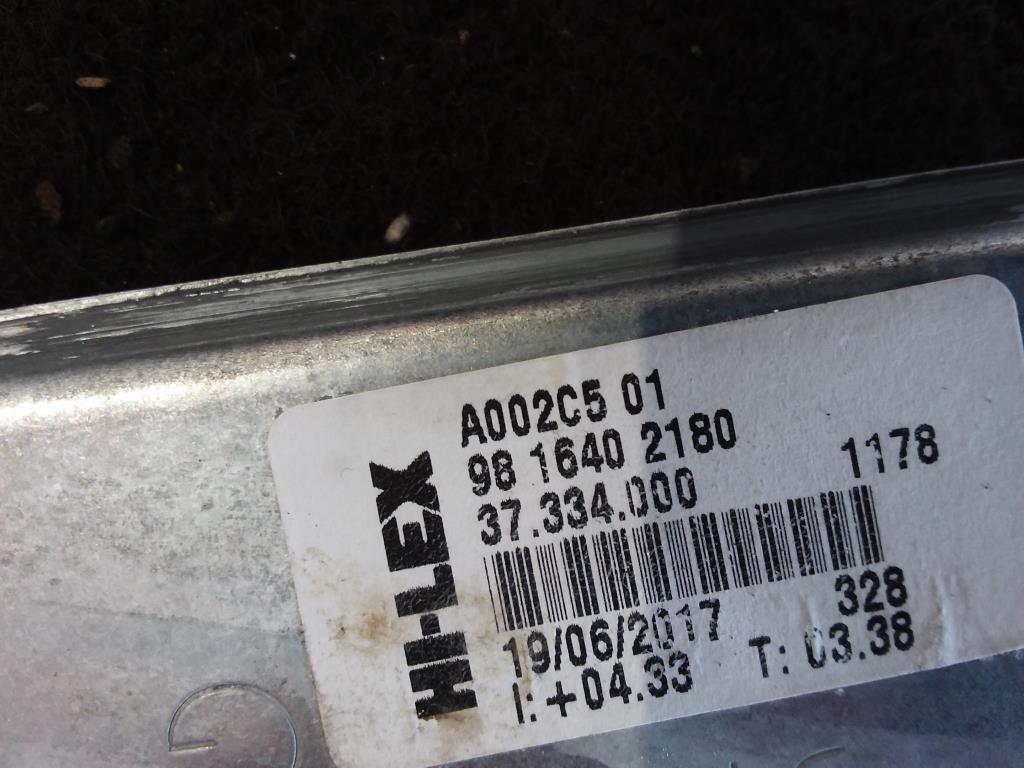 HI-LEX
A002C5 01
98 1640 2180
37.334.000 1178
19/06/2017 328
I: +04.33 T: 03.38